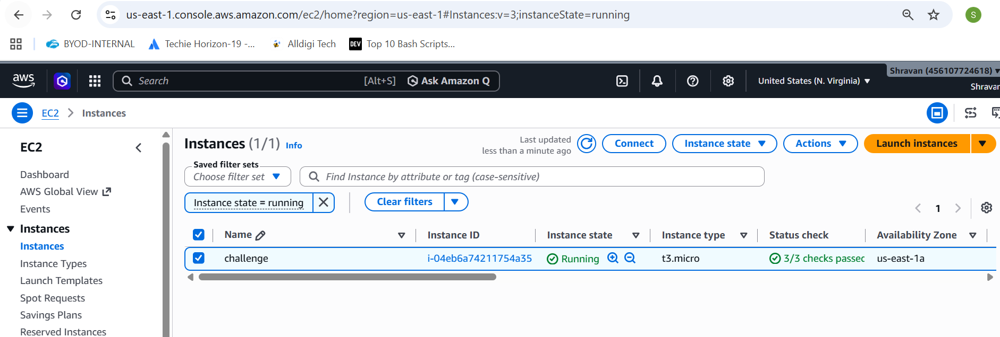 us-east-1.console.aws.amazon.com/ec2/home?region=us-east-1#Instances:v=3;instanceState=running
S
BYOD-INTERNAL
Techie Horizon-19 -...
Alldigi Tech
DEV
Top 10 Bash Scripts...
aws
Search
[Alt+S]
Ask Amazon Q
United States (N. Virginia)
Shravan (456107724618)
Shravan
EC2
Instances
EC2
Dashboard
AWS Global View
Events
Instances
Instances
Instance Types
Launch Templates
Spot Requests
Savings Plans
Reserved Instances
Instances (1/1) Info
Last updated
less than a minute ago
Connect
Instance state
Actions
Launch instances
Saved filter sets
Choose filter set
Find Instance by attribute or tag (case-sensitive)
Instance state = running
Clear filters
1
Name
Instance ID
Instance state
Instance type
Status check
Availability Zone
challenge
i-04eb6a74211754a35
Running
t3.micro
3/3 checks passed
us-east-1a